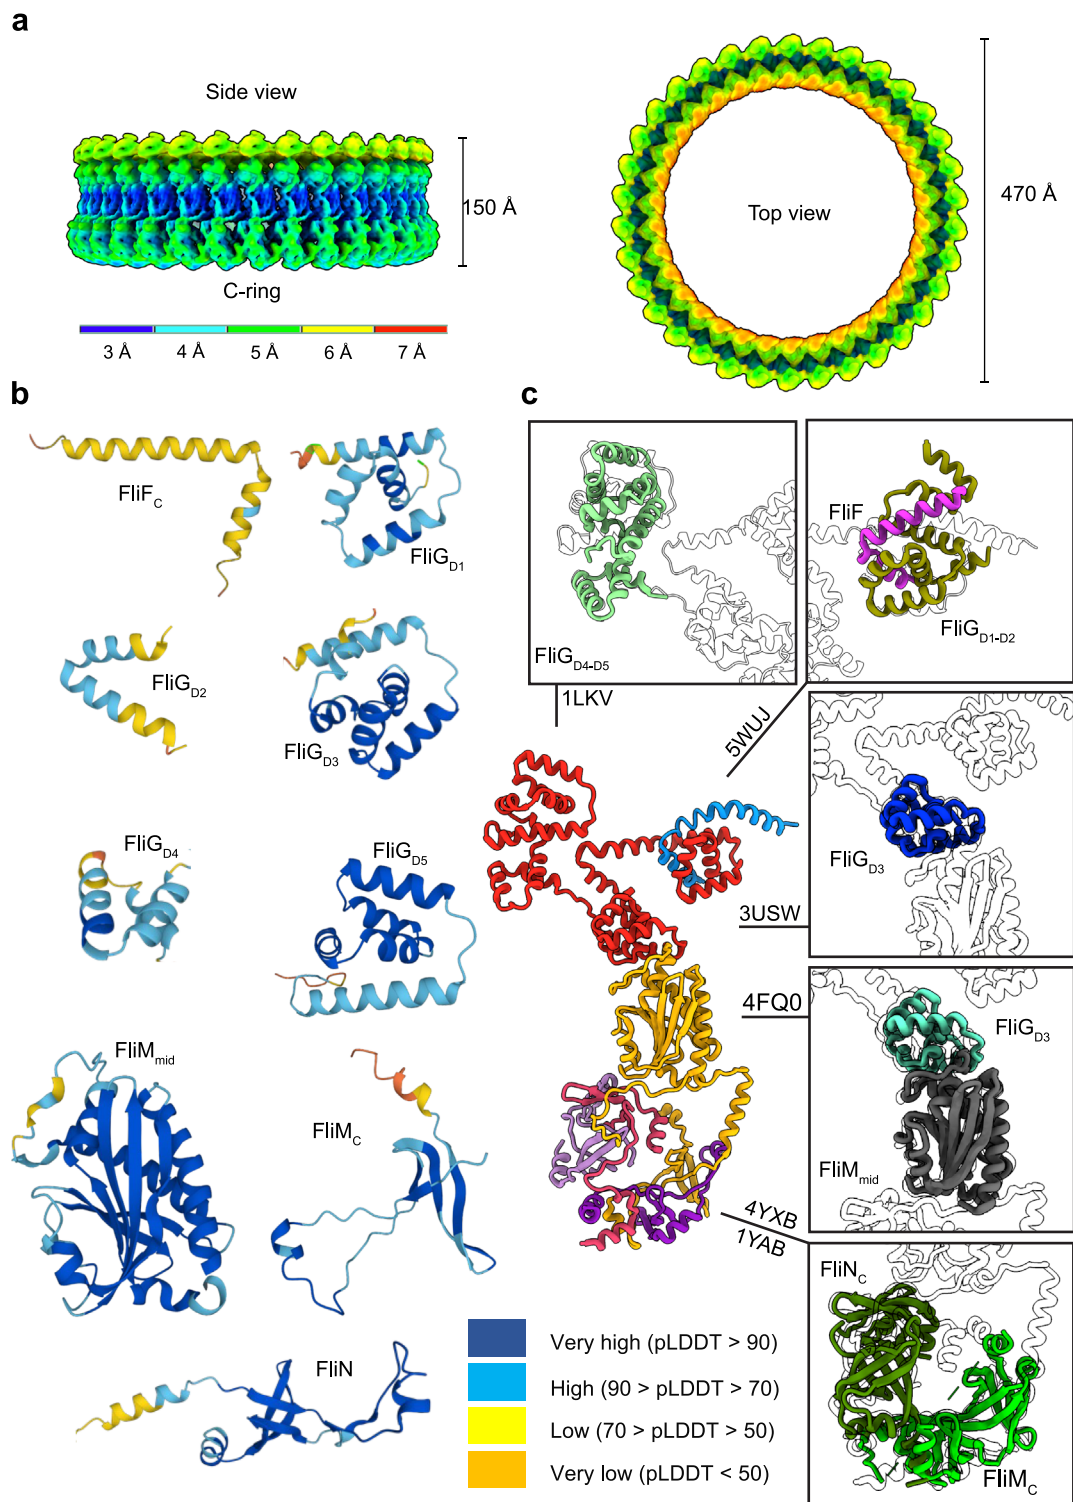 a
Side view
150 Å
C-ring
3 Å 4 Å 5 Å 6 Å 7 Å
Top view
470 Å
b
FliFC
FliGD1
FliGD2
FliGD3
FliGD4
FliGD5
FliMmid
FliMC
FliN
c
FliGD4-D5
1LKV
FliF
FliGD1-D2
5WUJ
FliGD3
3USW
4FQ0
FliGD3
FliMmid
4YXB
1YAB
FliNC
FliMC
Very high (pLDDT > 90)
High (90 > pLDDT > 70)
Low (70 > pLDDT > 50)
Very low (pLDDT < 50)